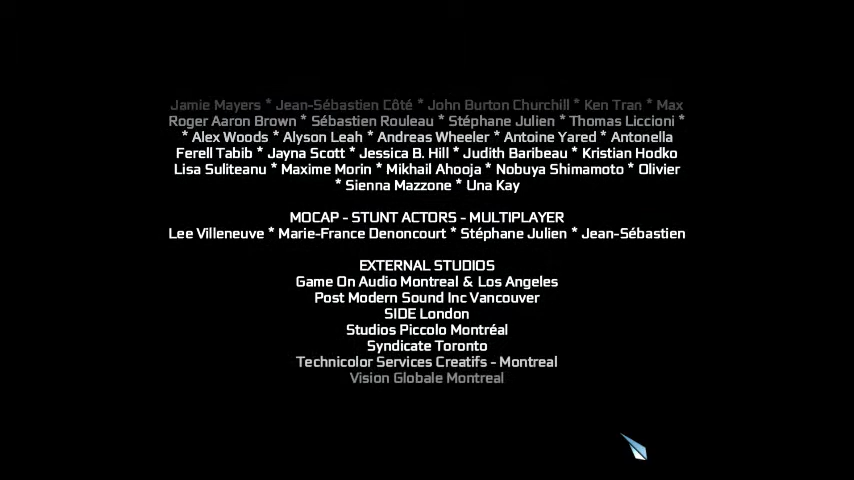 Jamie Mayers * Jean-Sébastien Côté * John Burton Churchill * Ken Tran * Max
Roger Aaron Brown * Sébastien Rouleau * Stéphane Julien * Thomas Liccioni *
* Alex Woods * Alyson Leah * Andreas Wheeler * Antoine Yared * Antonella
Ferell Tabib * Jayna Scott * Jessica B. Hill * Judith Baribeau * Kristian Hodko
Lisa Suliteanu * Maxime Morin * Mikhail Ahooja * Nobuya Shimamoto * Olivier
* Sienna Mazzone * Una Kay
MOCAP - STUNT ACTORS - MULTIPLAYER
Lee Villeneuve * Marie-France Denoncourt * Stéphane Julien * Jean-Sébastien
EXTERNAL STUDIOS
Game On Audio Montreal & Los Angeles
Post Modern Sound Inc Vancouver
SIDE London
Studios Piccolo Montréal
Syndicate Toronto
Technicolor Services Creatifs - Montreal
Vision Globale Montreal